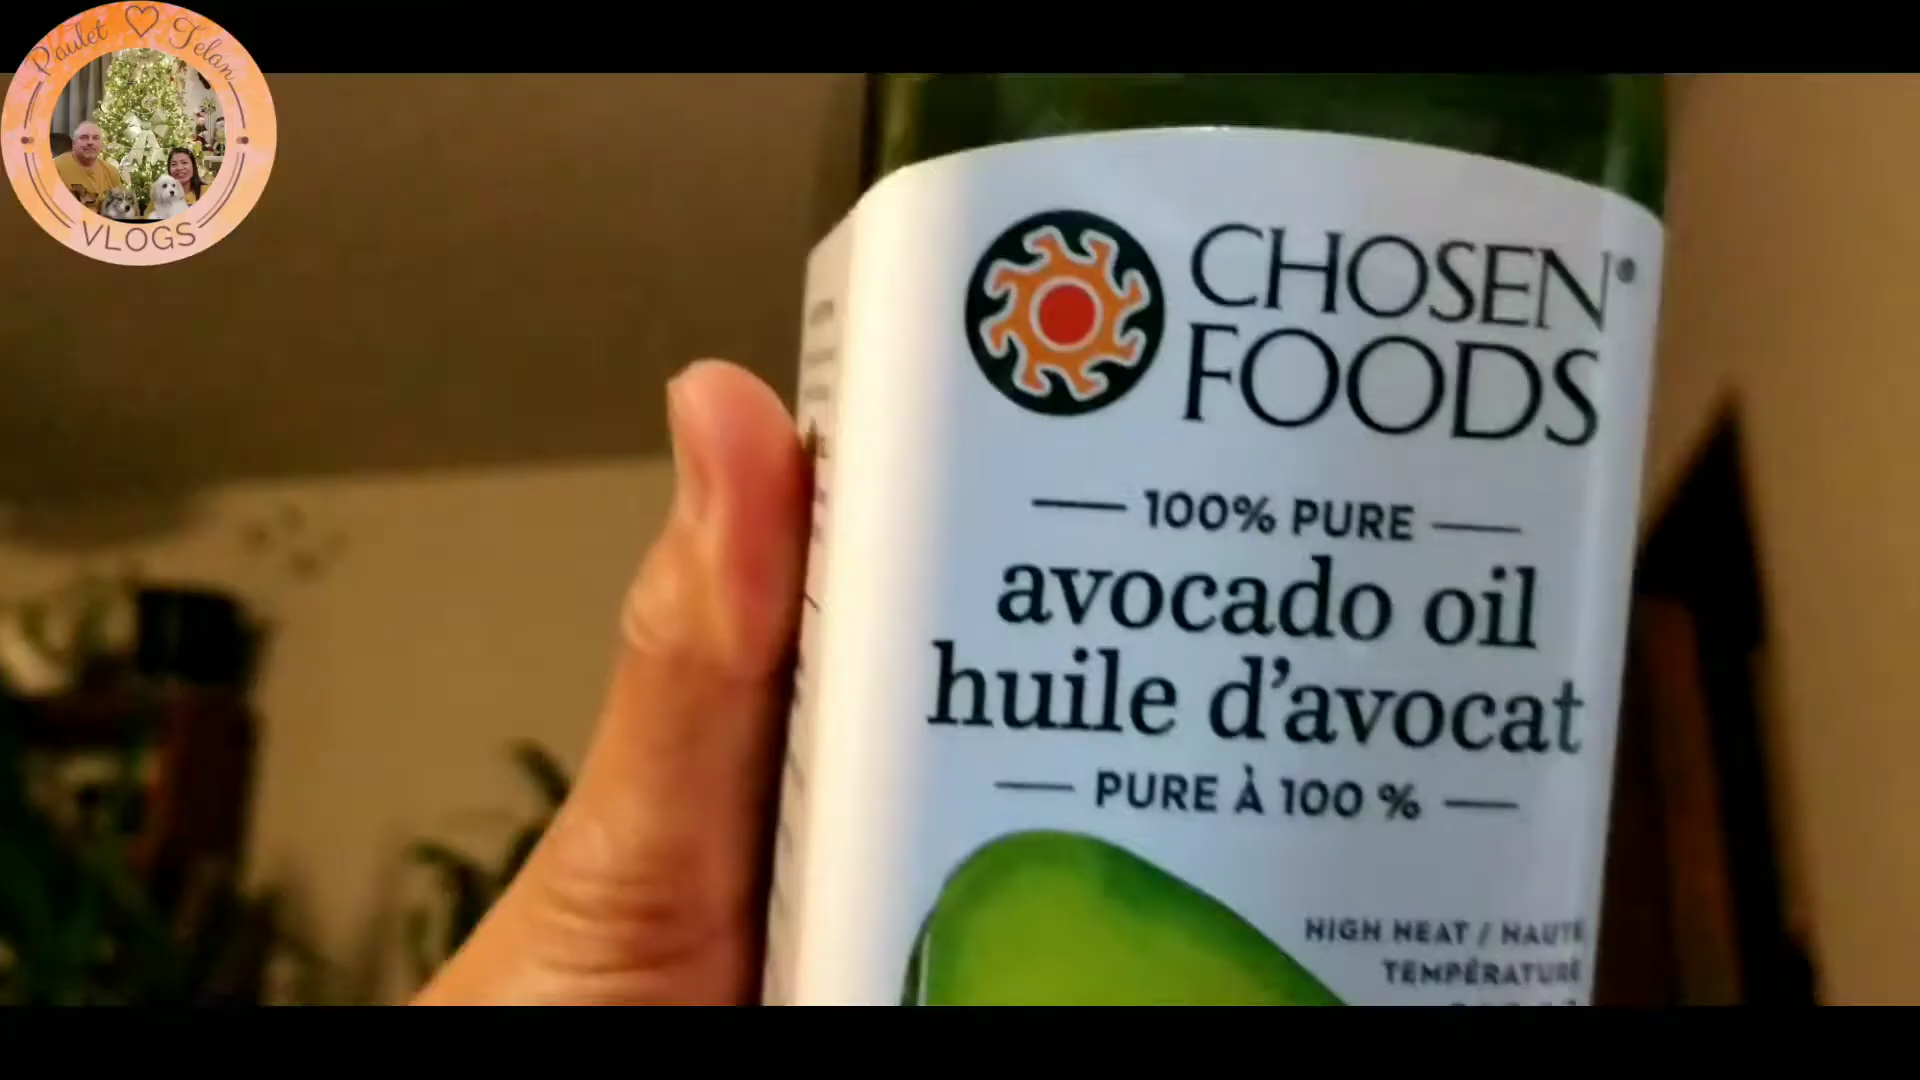 Paulet Telan
VLOGS
CHOSEN®
FOODS
100% PURE
avocado oil
huile d'avocat
PURE À 100 %
HIGH HEAT / HAUTE
TEMPÉRATURE